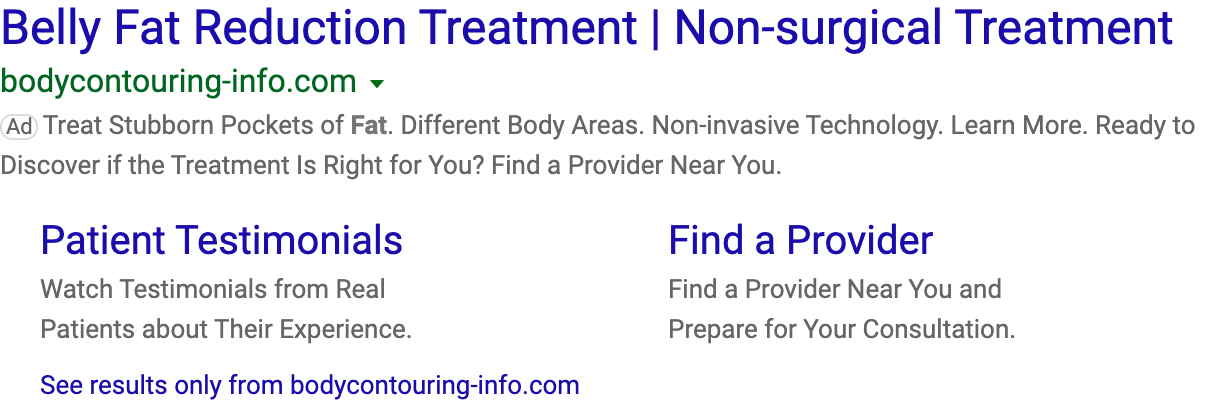 Belly Fat Reduction Treatment | Non-surgical Treatment
bodycontouring-info.com
Ad Treat Stubborn Pockets of Fat. Different Body Areas. Non-invasive Technology. Learn More. Ready to
Discover if the Treatment Is Right for You? Find a Provider Near You.
Patient Testimonials
Watch Testimonials from Real
Patients about Their Experience.
Find a Provider
Find a Provider Near You and
Prepare for Your Consultation.
See results only from bodycontouring-info.com